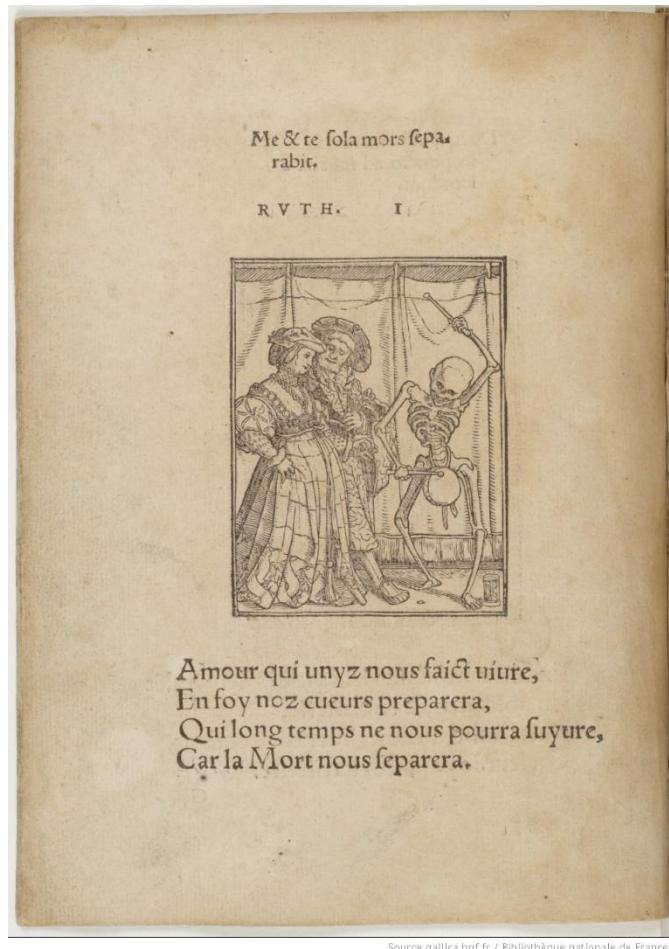 Me & te ſola mors ſepa-
rabit.
R V T H. I
Amour qui unyz nous faict uiure,
En foy noz cueurs preparera,
Qui long temps ne nous pourra ſuyure,
Car la Mort nous ſeparera.
Source gallica.bnf.fr / Bibliothèque nationale de France